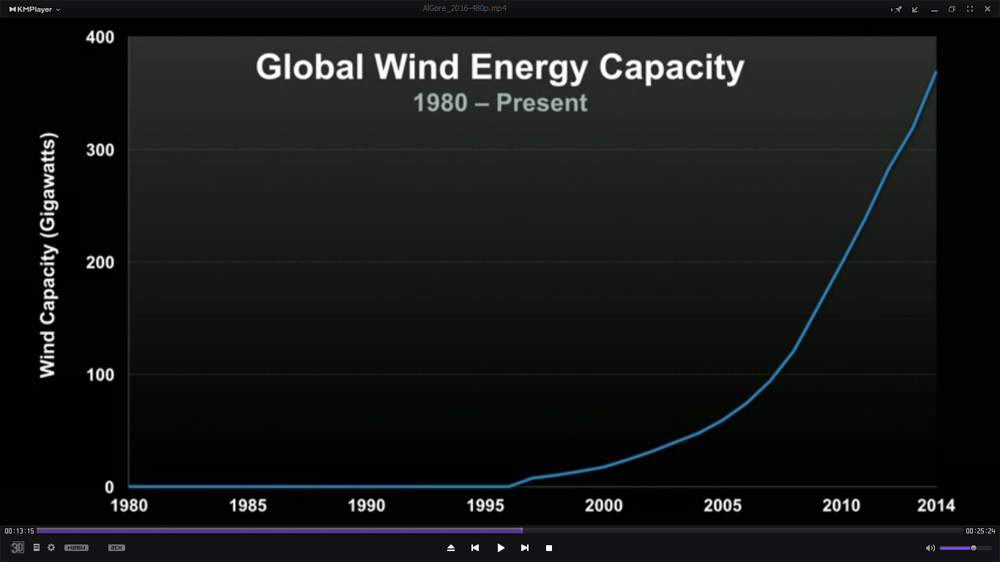 KMPlayer
AlGore_2016-480p.mp4
Global Wind Energy Capacity
1980 – Present
Wind Capacity (Gigawatts)
400
300
200
100
0
1980 1985 1990 1995 2000 2005 2010 2014
00:13:15
00:25:24
3D
H264
2CH